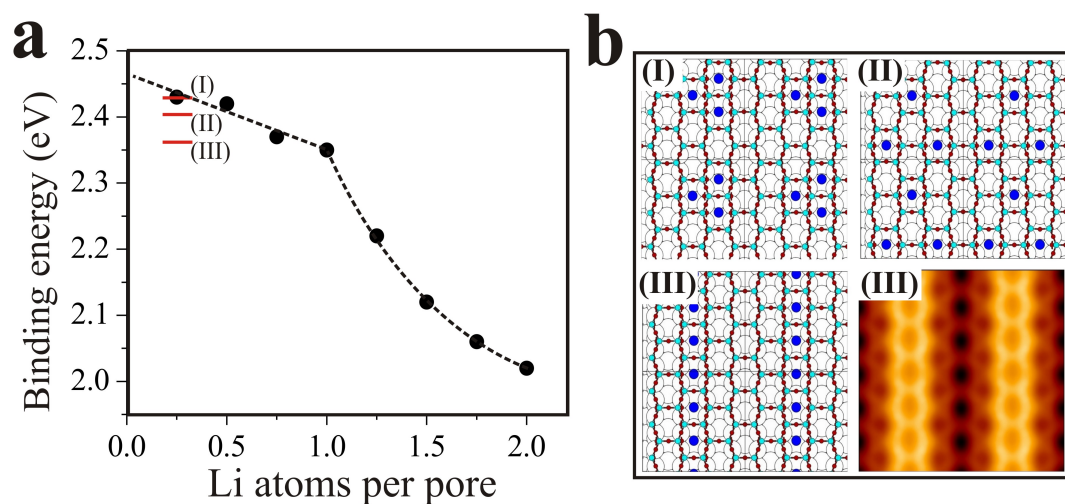 a
Binding energy (eV)
2.5
2.4
2.3
2.2
2.1
2.0
(I)
(II)
(III)
0.0 0.5 1.0 1.5 2.0
Li atoms per pore
b
(I) (II)
(III) (III)